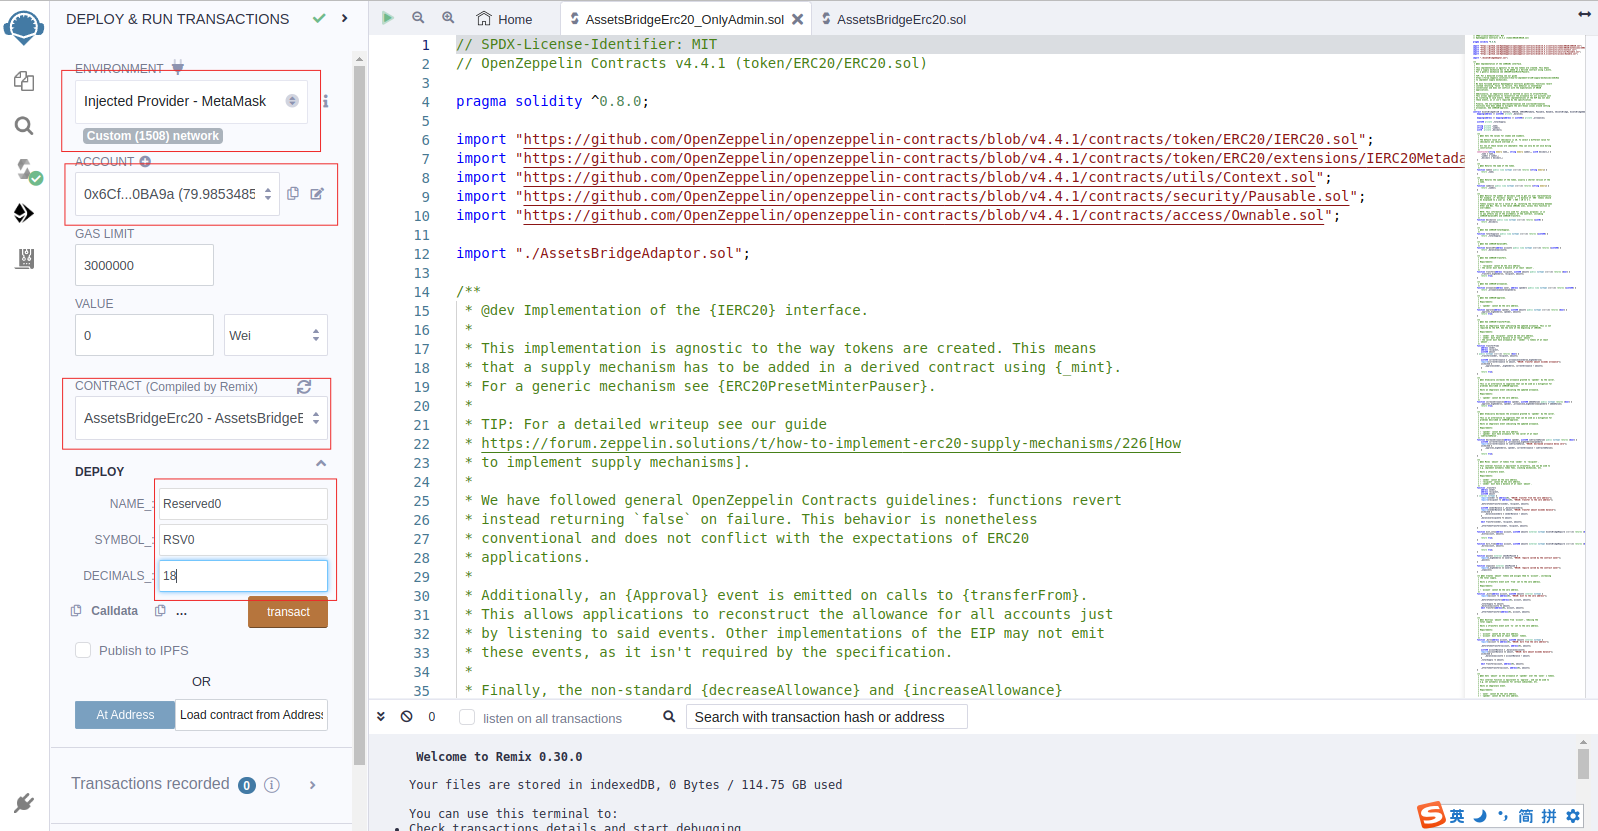 DEPLOY & RUN TRANSACTIONS
ENVIRONMENT
Injected Provider - MetaMask
Custom (1508) network
ACCOUNT
0x6Cf...0BA9a (79.9853485
GAS LIMIT
3000000
VALUE
0
Wei
CONTRACT (Compiled by Remix)
AssetsBridgeErc20 - AssetsBridgeE
DEPLOY
NAME_:
Reserved0
SYMBOL_:
RSV0
DECIMALS_:
18
Calldata
...
transact
Publish to IPFS
OR
At Address
Load contract from Address
Transactions recorded 0 i
Home
AssetsBridgeErc20_OnlyAdmin.sol
AssetsBridgeErc20.sol
1 // SPDX-License-Identifier: MIT
2 // OpenZeppelin Contracts v4.4.1 (token/ERC20/ERC20.sol)
3
4 pragma solidity ^0.8.0;
5
6 import "https://github.com/OpenZeppelin/openzeppelin-contracts/blob/v4.4.1/contracts/token/ERC20/IERC20.sol";
7 import "https://github.com/OpenZeppelin/openzeppelin-contracts/blob/v4.4.1/contracts/token/ERC20/extensions/IERC20Metada
8 import "https://github.com/OpenZeppelin/openzeppelin-contracts/blob/v4.4.1/contracts/utils/Context.sol";
9 import "https://github.com/OpenZeppelin/openzeppelin-contracts/blob/v4.4.1/contracts/security/Pausable.sol";
10 import "https://github.com/OpenZeppelin/openzeppelin-contracts/blob/v4.4.1/contracts/access/Ownable.sol";
11
12 import "./AssetsBridgeAdaptor.sol";
13
14 /**
15 * @dev Implementation of the {IERC20} interface.
16 *
17 * This implementation is agnostic to the way tokens are created. This means
18 * that a supply mechanism has to be added in a derived contract using {_mint}.
19 * For a generic mechanism see {ERC20PresetMinterPauser}.
20 *
21 * TIP: For a detailed writeup see our guide
22 * https://forum.zeppelin.solutions/t/how-to-implement-erc20-supply-mechanisms/226[How
23 * to implement supply mechanisms].
24 *
25 * We have followed general OpenZeppelin Contracts guidelines: functions revert
26 * instead returning `false` on failure. This behavior is nonetheless
27 * conventional and does not conflict with the expectations of ERC20
28 * applications.
29 *
30 * Additionally, an {Approval} event is emitted on calls to {transferFrom}.
31 * This allows applications to reconstruct the allowance for all accounts just
32 * by listening to said events. Other implementations of the EIP may not emit
33 * these events, as it isn't required by the specification.
34 *
35 * Finally, the non-standard {decreaseAllowance} and {increaseAllowance}
0
listen on all transactions
Search with transaction hash or address
Welcome to Remix 0.30.0
Your files are stored in indexedDB, 0 Bytes / 114.75 GB used
You can use this terminal to:
• Check transactions details and start debugging.
S 英 简 拼